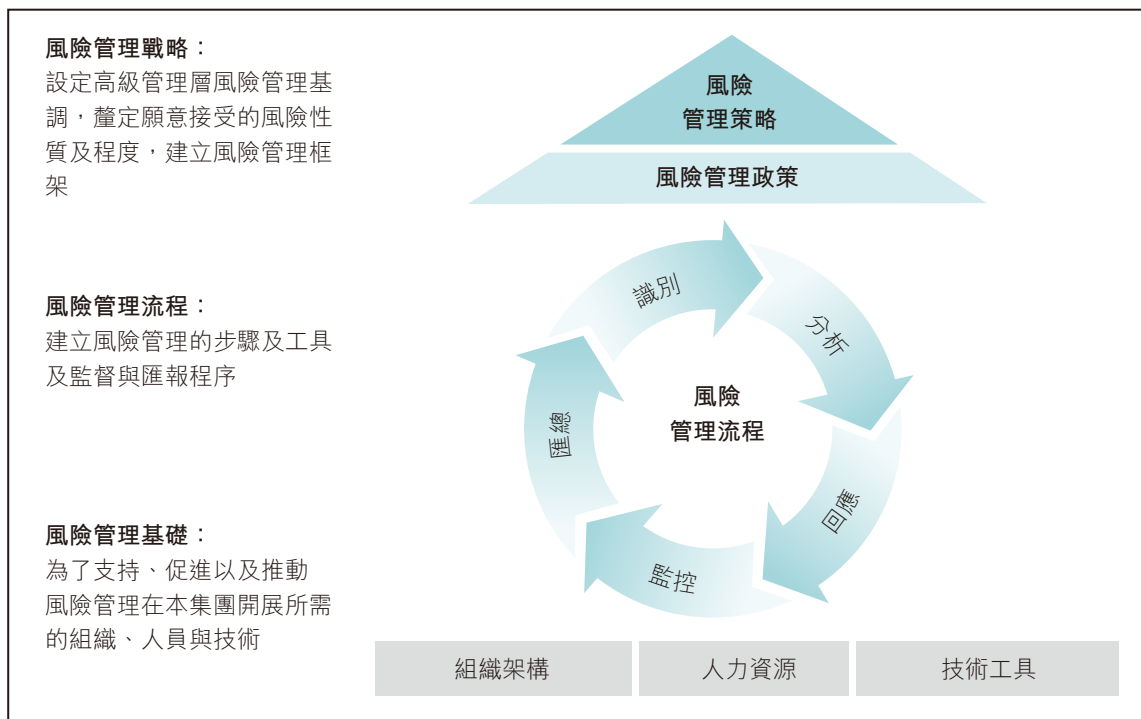 風險管理戰略：
設定高級管理層風險管理基
調，釐定願意接受的風險性
質及程度，建立風險管理框
架
風險
管理策略
風險管理政策
風險管理流程：
建立風險管理的步驟及工具
及監督與匯報程序
識別
分析
回應
監控
匯總
風險
管理流程
風險管理基礎：
為了支持、促進以及推動
風險管理在本集團開展所需
的組織、人員與技術
組織架構
人力資源
技術工具